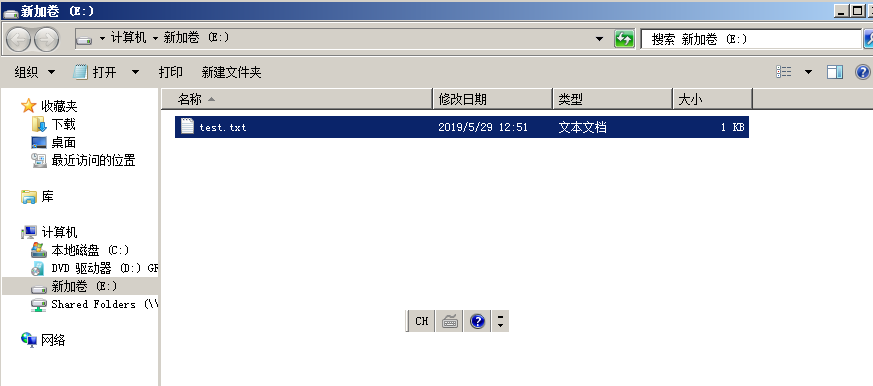 新加卷 (E:)
计算机 新加卷 (E:)
搜索 新加卷 (E:)
组织 打开 打印 新建文件夹
名称 修改日期 类型 大小
test.txt 2019/5/29 12:51 文本文档 1 KB
收藏夹
下载
桌面
最近访问的位置
库
计算机
本地磁盘 (C:)
DVD 驱动器 (D:) GR
新加卷 (E:)
Shared Folders (\\
网络
CH